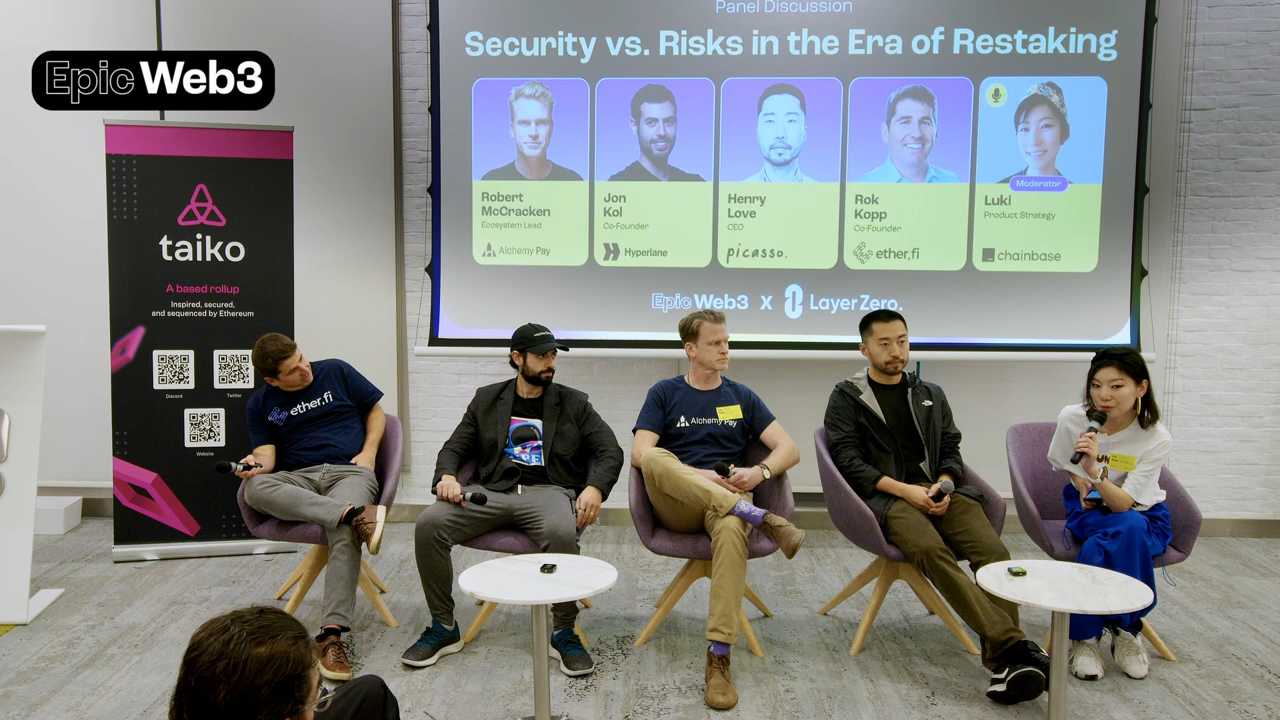 Epic Web3
Panel Discussion
Security vs. Risks in the Era of Restaking
Robert
McCracken
Ecosystem Lead
Alchemy Pay
Jon
Kol
Co-Founder
Hyperlane
Henry
Love
CEO
picasso.
Rok
Kopp
Co-Founder
ether.fi
Moderator
Luki
Product Strategy
chainbase
EpicWeb3 X LayerZero.
taiko
A based rollup
Inspired, secured,
and sequenced by Ethereum
Discord
Twitter
Website
ether.fi
Alchemy Pay